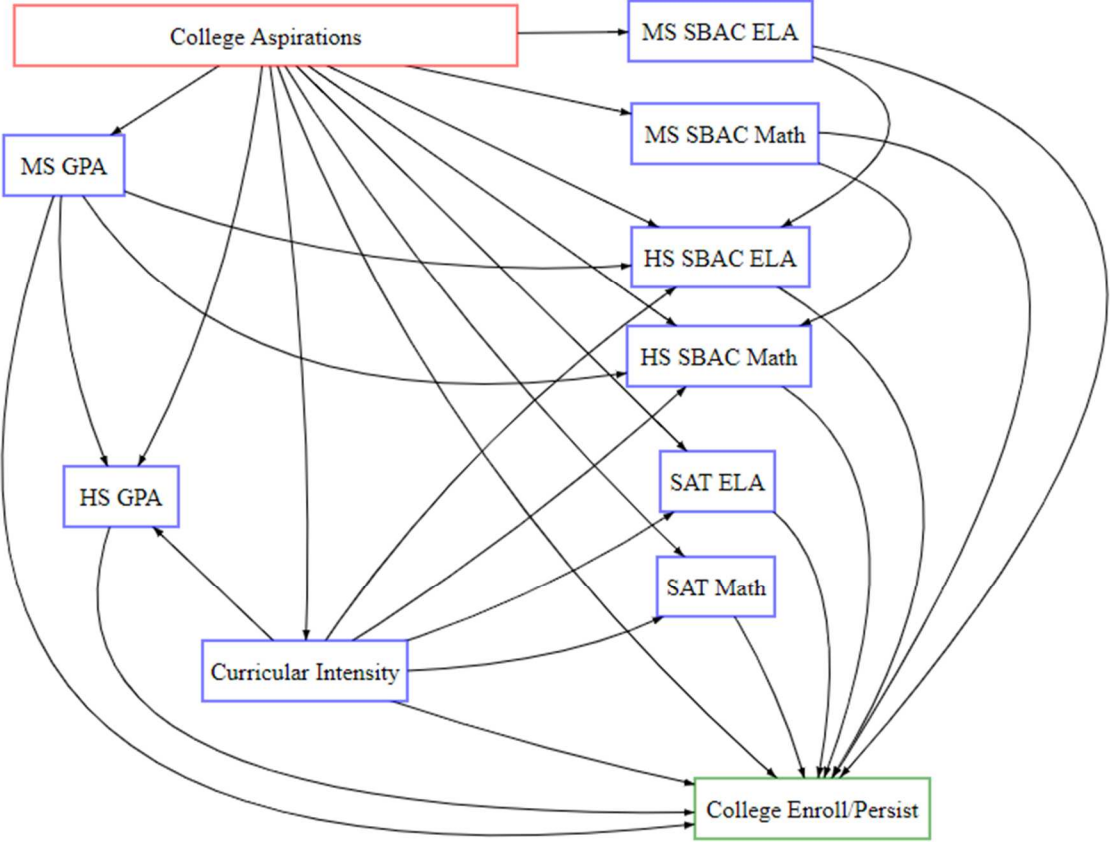 College Aspirations
MS SBAC ELA
MS SBAC Math
MS GPA
HS SBAC ELA
HS SBAC Math
SAT ELA
HS GPA
SAT Math
Curricular Intensity
College Enroll/Persist